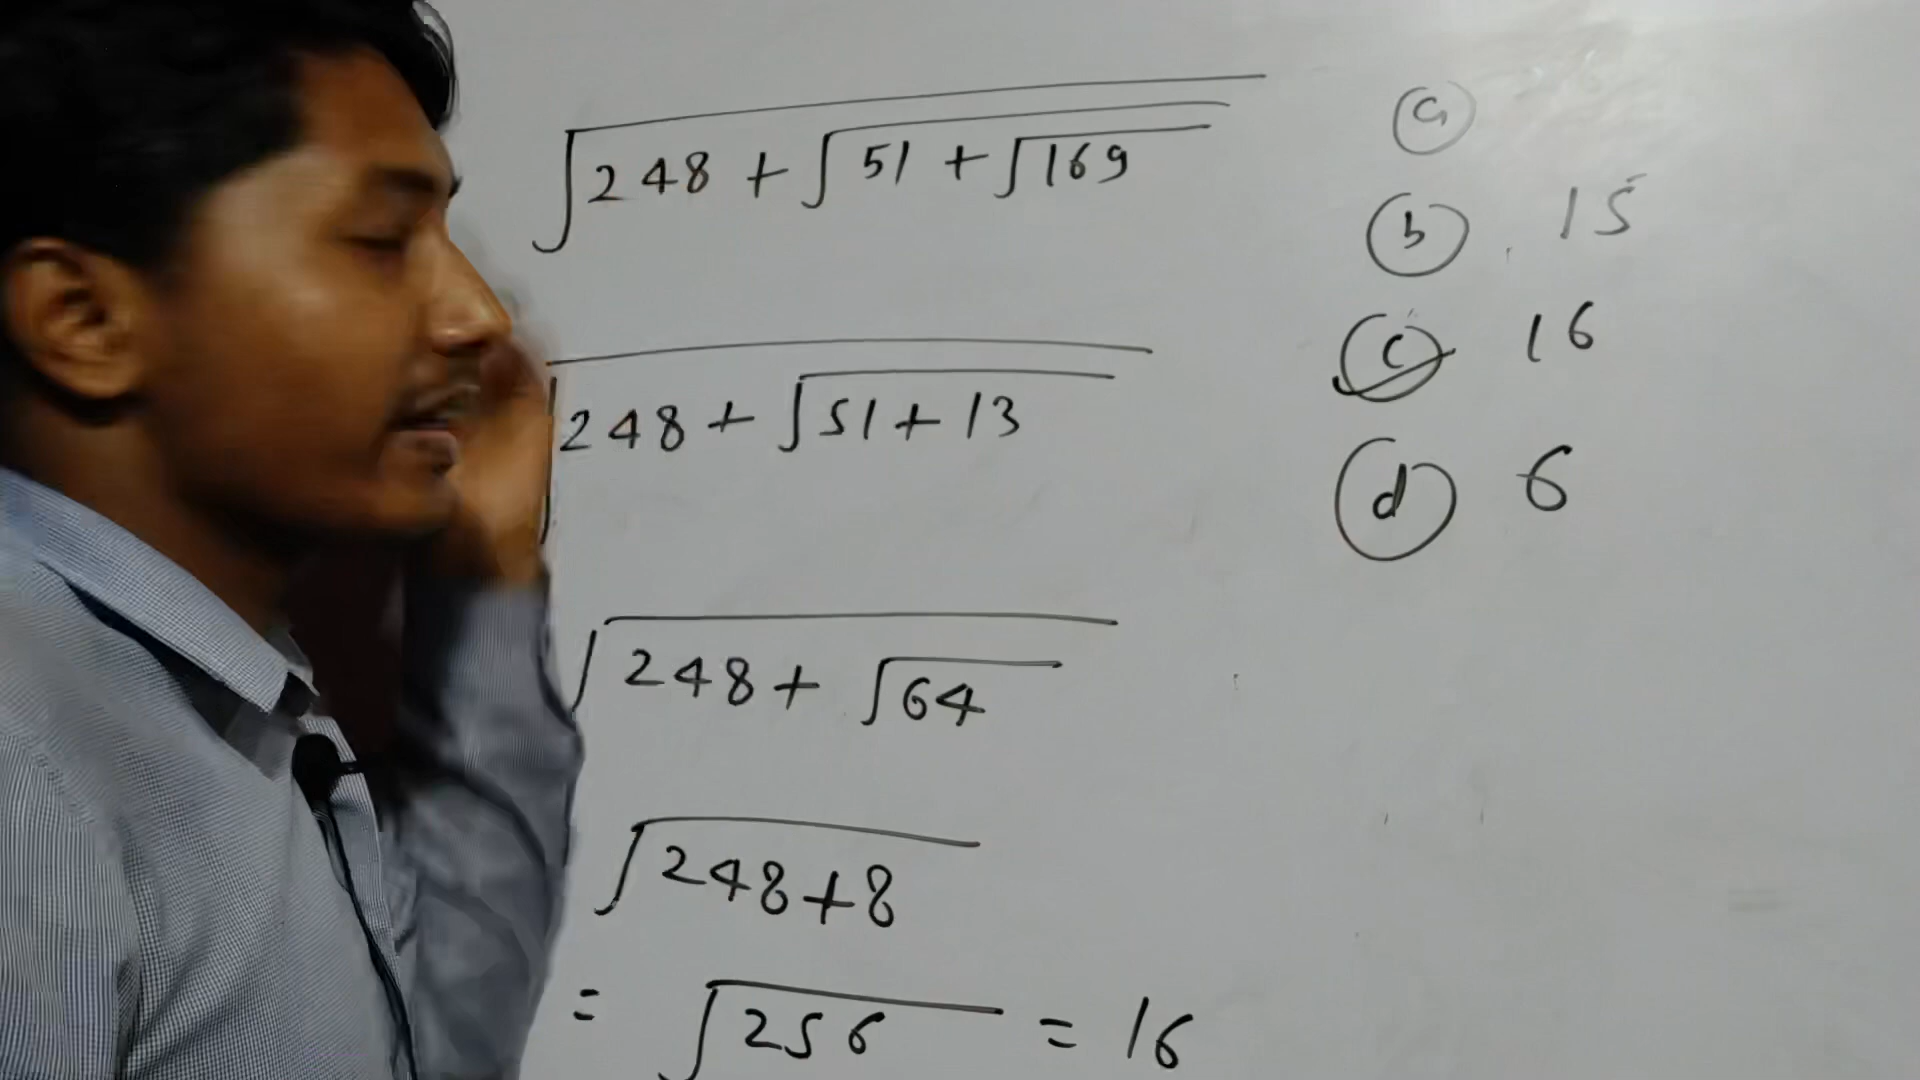 √248 + √51 + √169
√248 + √51 + 13
√248 + √64
√248 + 8
= √256 = 16
a
b 15
c 16
d 6